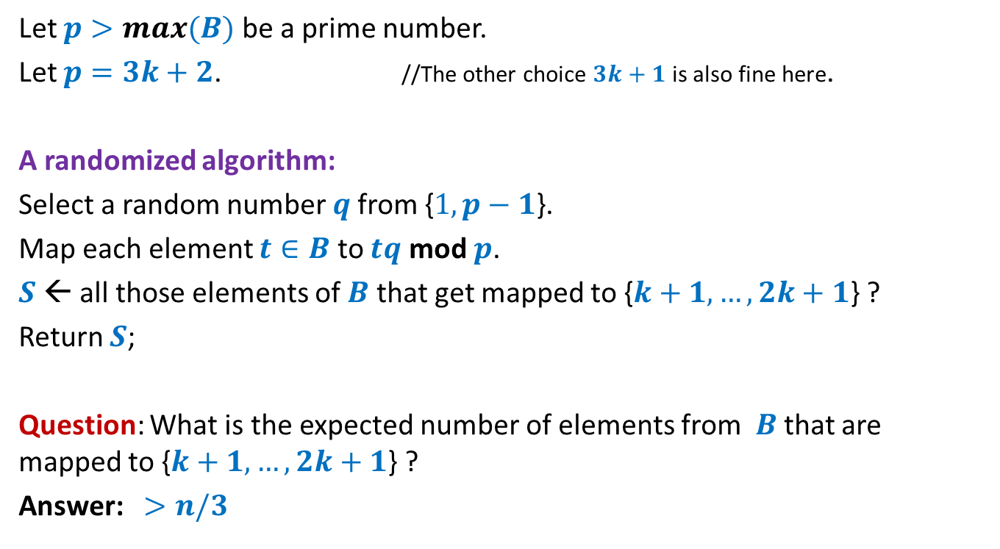 Let p > max(B) be a prime number.
Let p = 3k + 2. //The other choice 3k + 1 is also fine here.
A randomized algorithm:
Select a random number q from {1, p − 1}.
Map each element t ∈ B to tq mod p.
S ← all those elements of B that get mapped to {k + 1, … , 2k + 1} ?
Return S;
Question: What is the expected number of elements from B that are
mapped to {k + 1, … , 2k + 1} ?
Answer: > n/3